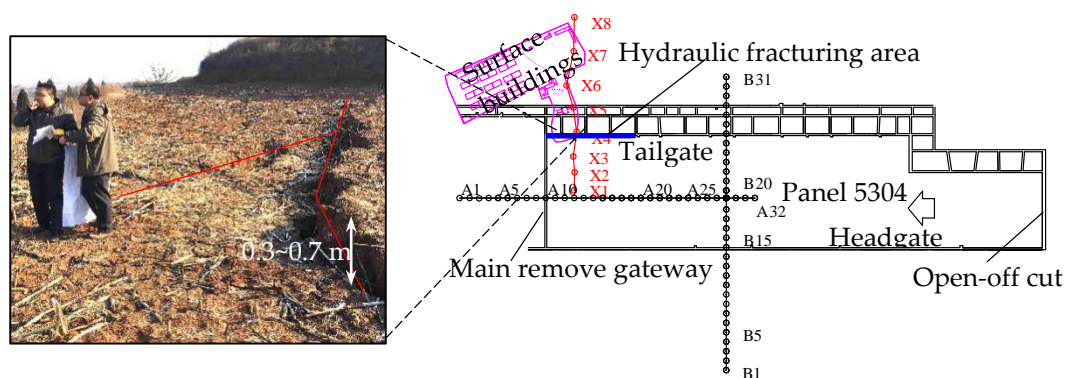 X8
Surface
buildings
Hydraulic fracturing area
X7
X6
B31
X5
X4
Tailgate
X3
X2
A1
A5
A10
X1
A20
A25
B20
Panel 5304
A32
0.3~0.7 m
B15
Headgate
Main remove gateway
Open-off cut
B5
B1